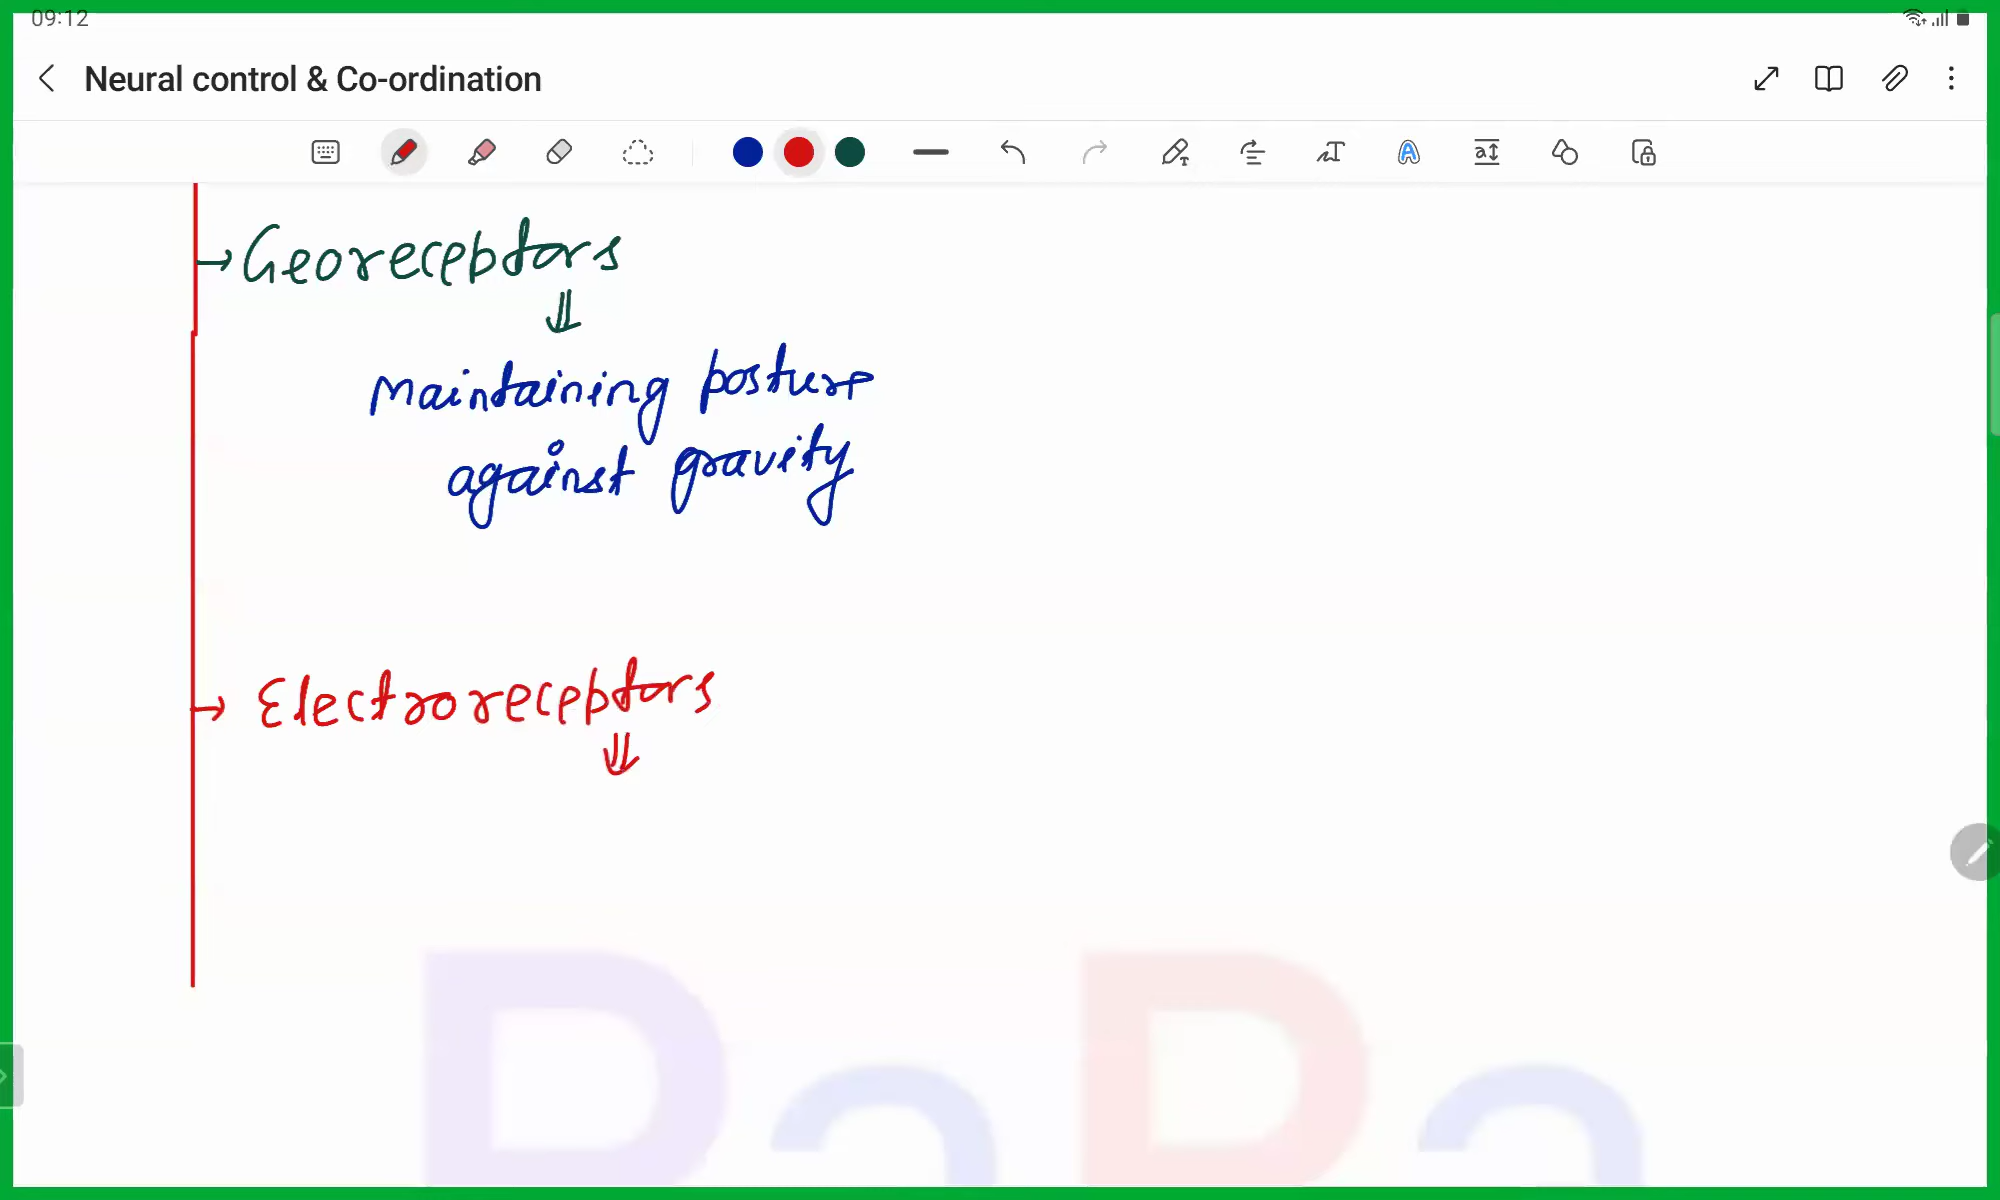 09:12
Neural control & Co-ordination
→ Georeceptors
⇓
Maintaining posture
against gravity
→ Electroreceptors
⇓